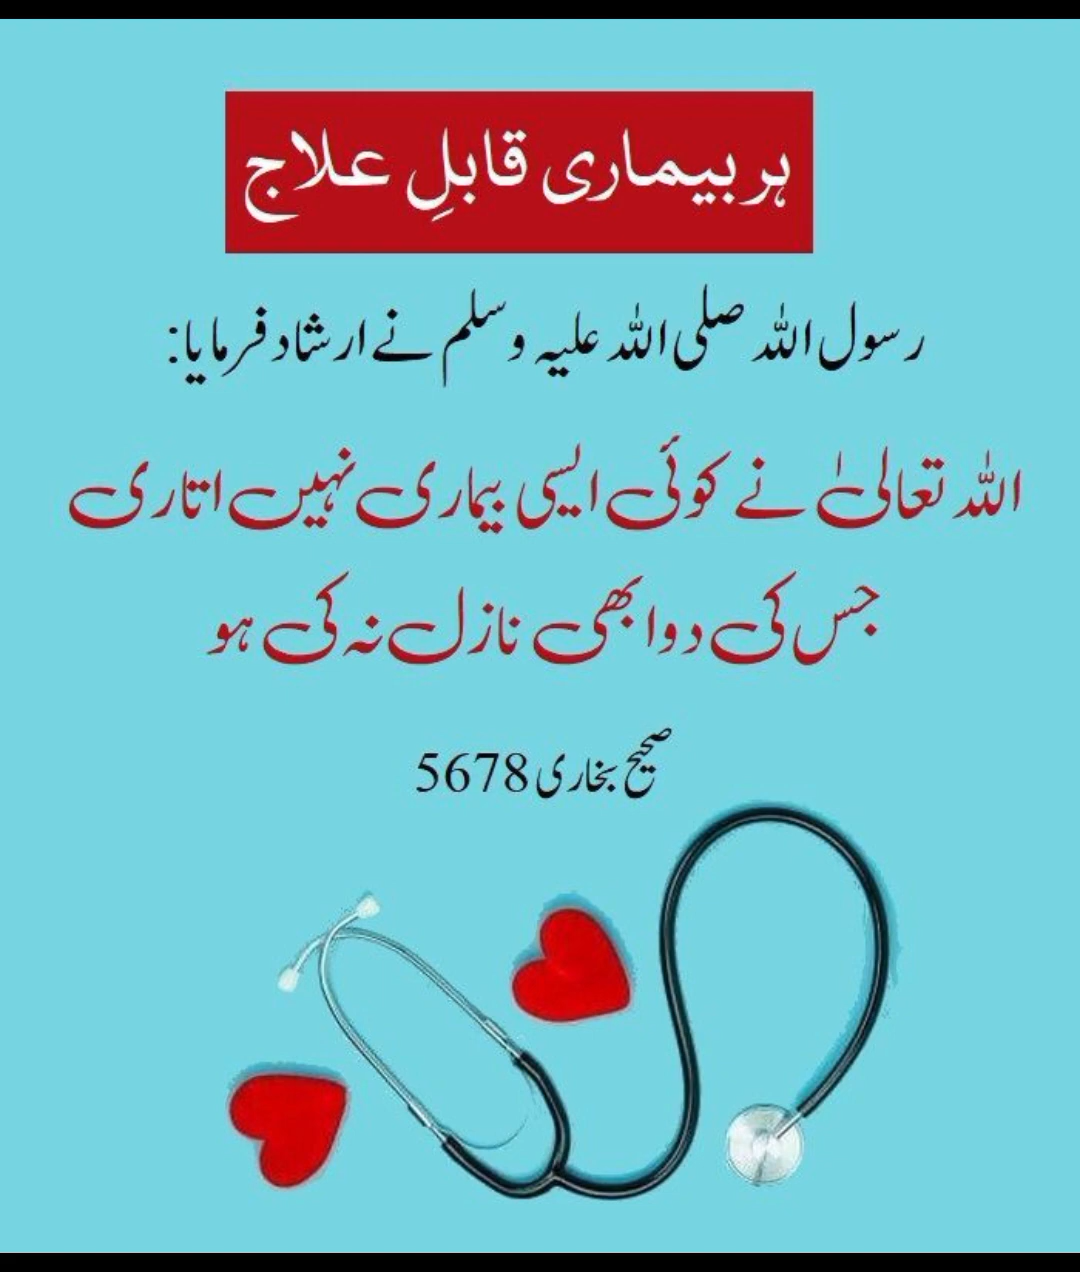 ہر بیماری قابلِ علاج
رسول اللہ صلی اللہ علیہ وسلم نے ارشاد فرمایا:
اللہ تعالیٰ نے کوئی ایسی بیماری نہیں اتاری
جس کی دوا بھی نازل نہ کی ہو
صحیح بخاری 5678